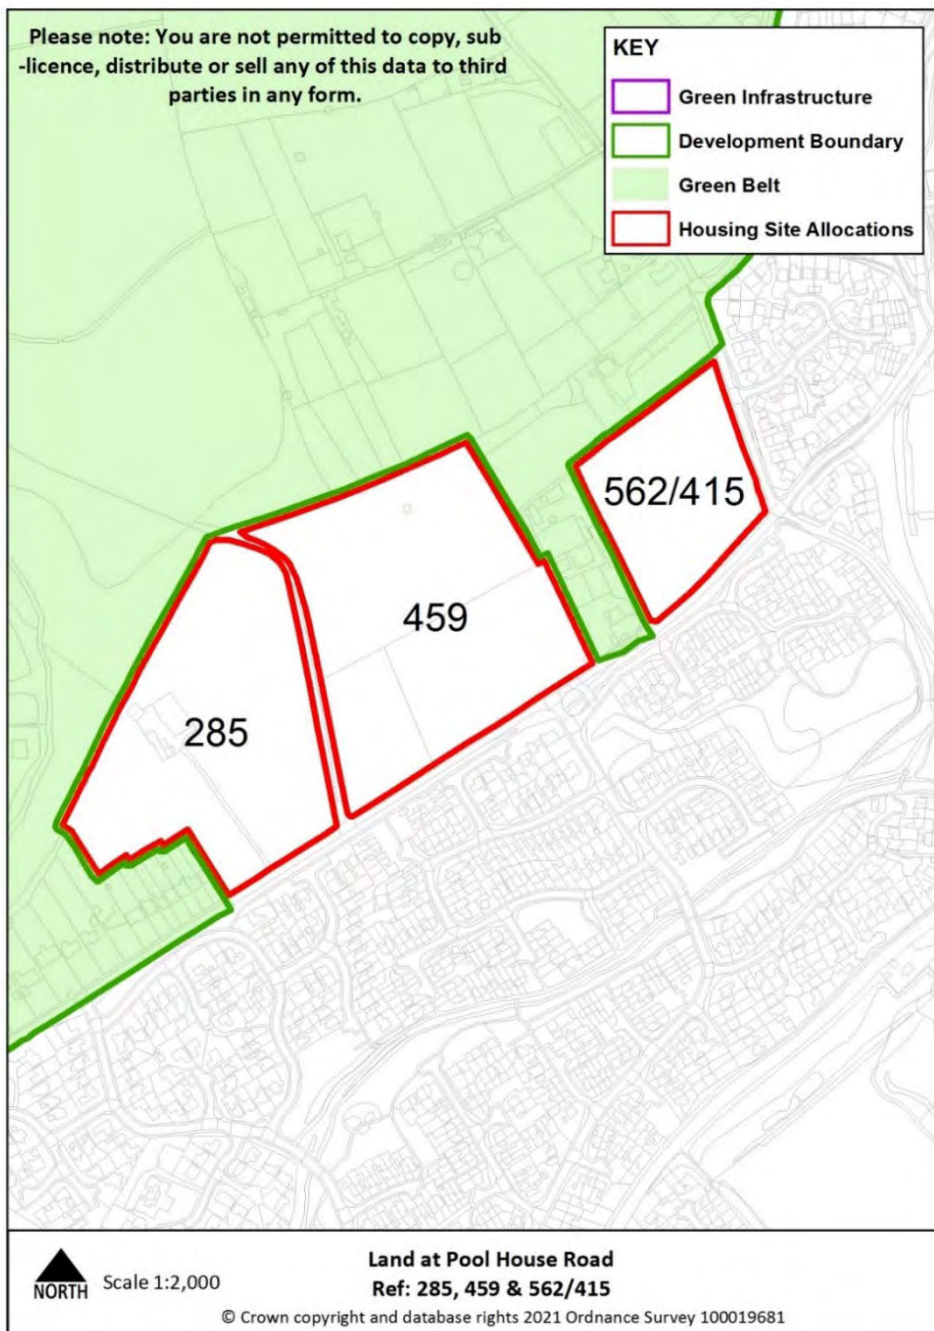 Please note: You are not permitted to copy, sub
-licence, distribute or sell any of this data to third
parties in any form.
KEY
Green Infrastructure
Development Boundary
Green Belt
Housing Site Allocations
562/415
459
285
NORTH
Scale 1:2,000
Land at Pool House Road
Ref: 285, 459 & 562/415
© Crown copyright and database rights 2021 Ordnance Survey 100019681